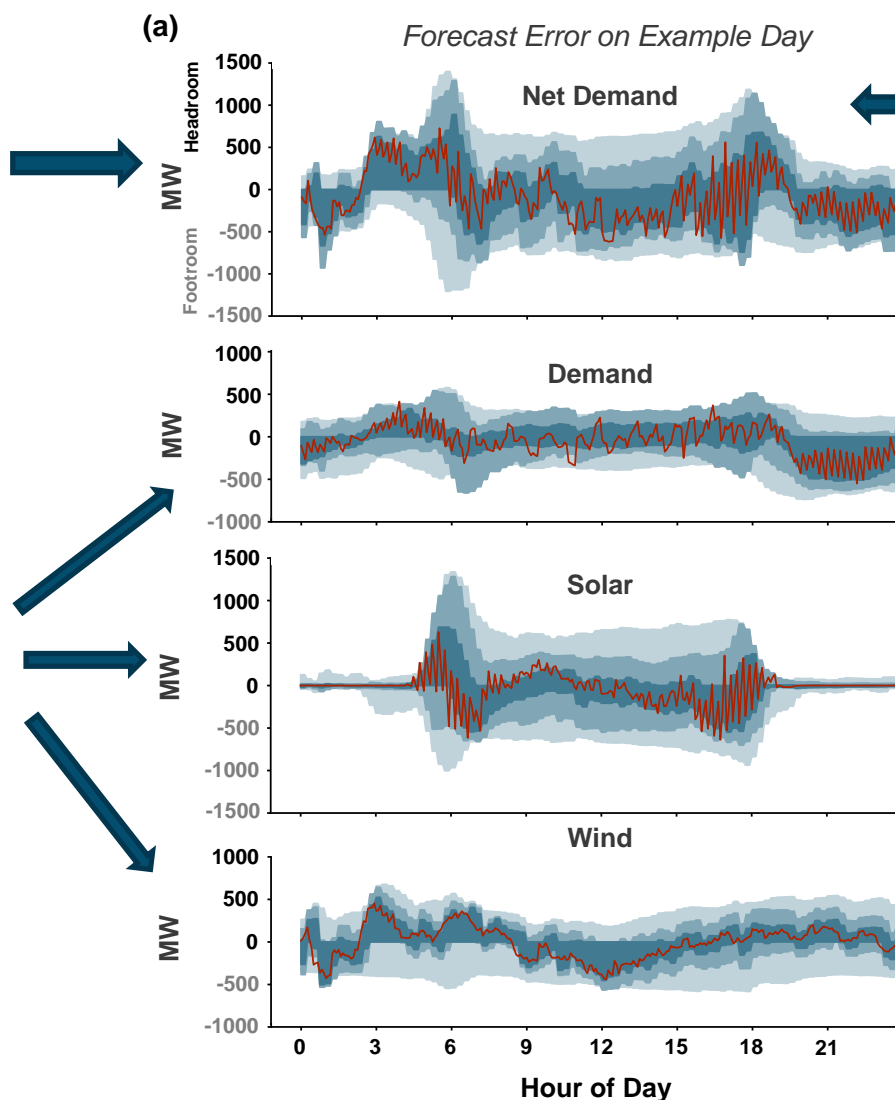 (a)
Forecast Error on Example Day
Net Demand
Headroom
Footroom
MW
1500
1000
500
0
-500
-1000
-1500
Demand
MW
1000
500
0
-500
-1000
Solar
MW
1500
1000
500
0
-500
-1000
-1500
Wind
MW
1000
500
0
-500
-1000
0 3 6 9 12 15 18 21
Hour of Day